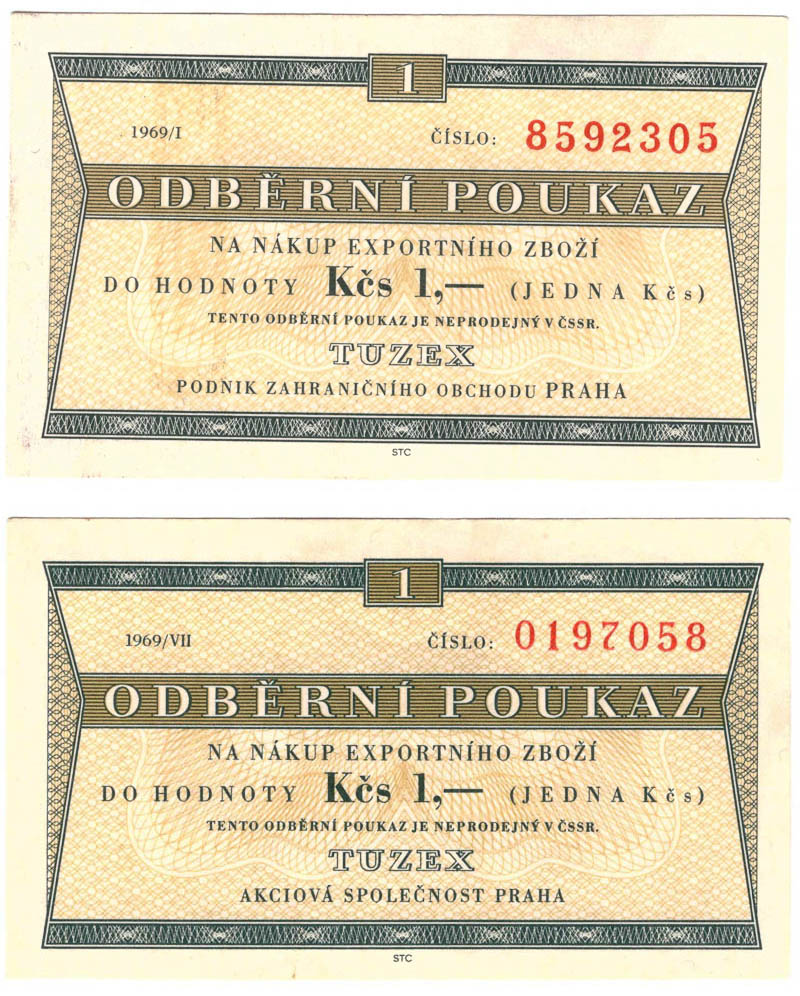 1
1969/I ČÍSLO: 8592305
ODBĚRNÍ POUKAZ
NA NÁKUP EXPORTNÍHO ZBOŽÍ
DO HODNOTY Kčs 1,— (JEDNA Kčs)
TENTO ODBĚRNÍ POUKAZ JE NEPRODEJNÝ V ČSSR.
TUZEX
PODNIK ZAHRANIČNÍHO OBCHODU PRAHA
STC
1
1969/VII ČÍSLO: 0197058
ODBĚRNÍ POUKAZ
NA NÁKUP EXPORTNÍHO ZBOŽÍ
DO HODNOTY Kčs 1,— (JEDNA Kčs)
TENTO ODBĚRNÍ POUKAZ JE NEPRODEJNÝ V ČSSR.
TUZEX
AKCIOVÁ SPOLEČNOST PRAHA
STC